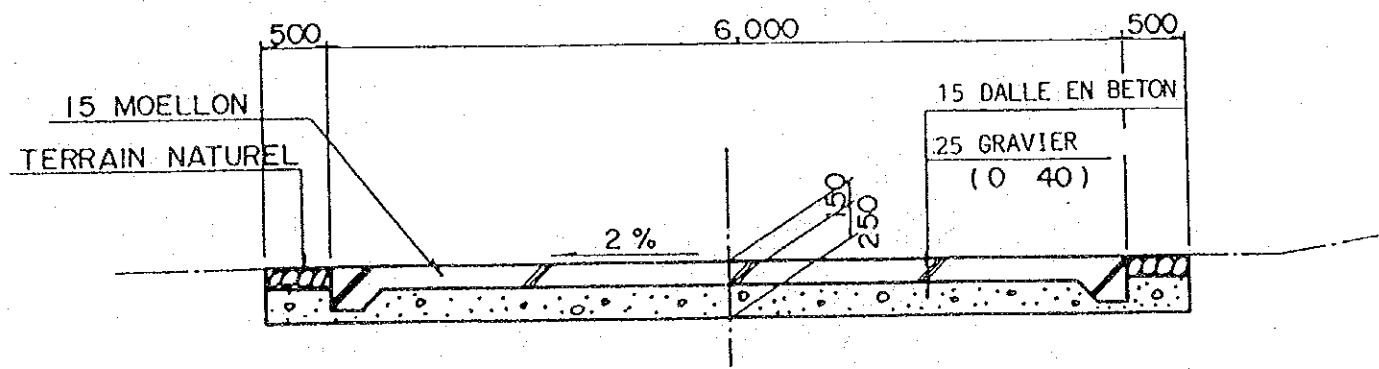 500 6,000 500
15 MOELLON
15 DALLE EN BETON
TERRAIN NATUREL
25 GRAVIER
(0 40)
150
250
2 %